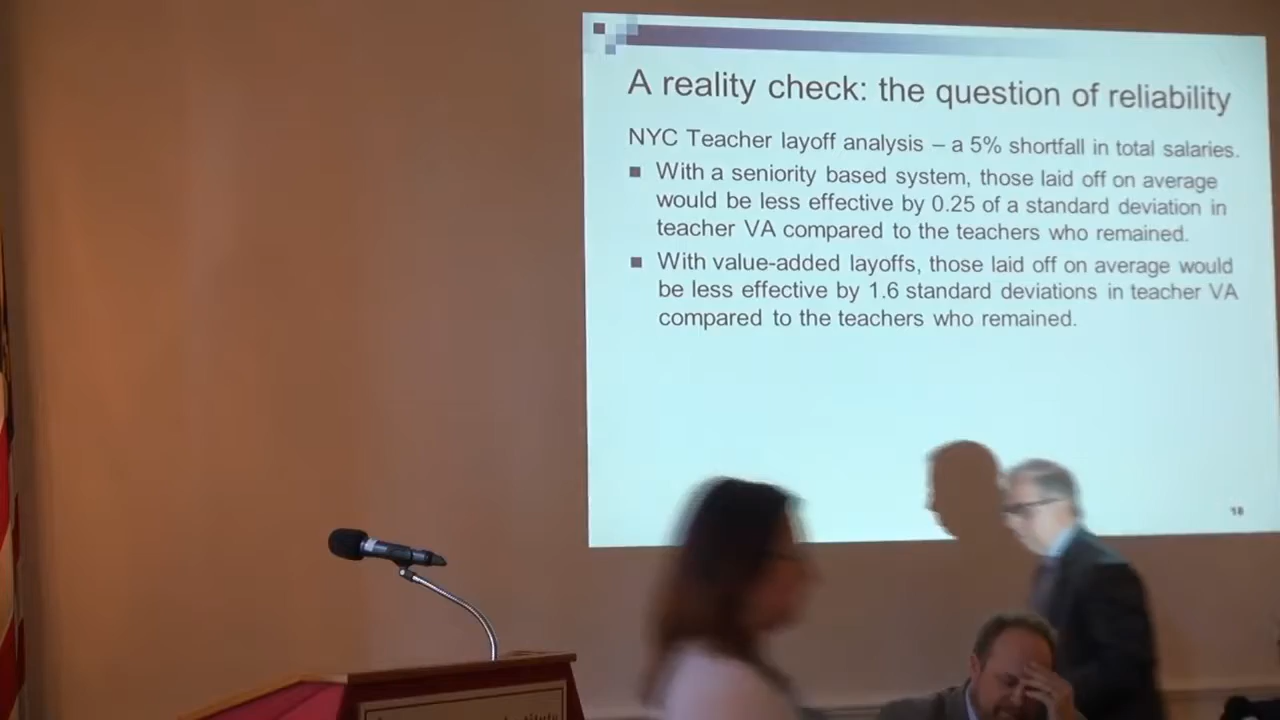 A reality check: the question of reliability
NYC Teacher layoff analysis – a 5% shortfall in total salaries.
■ With a seniority based system, those laid off on average
would be less effective by 0.25 of a standard deviation in
teacher VA compared to the teachers who remained.
■ With value-added layoffs, those laid off on average would
be less effective by 1.6 standard deviations in teacher VA
compared to the teachers who remained.
18